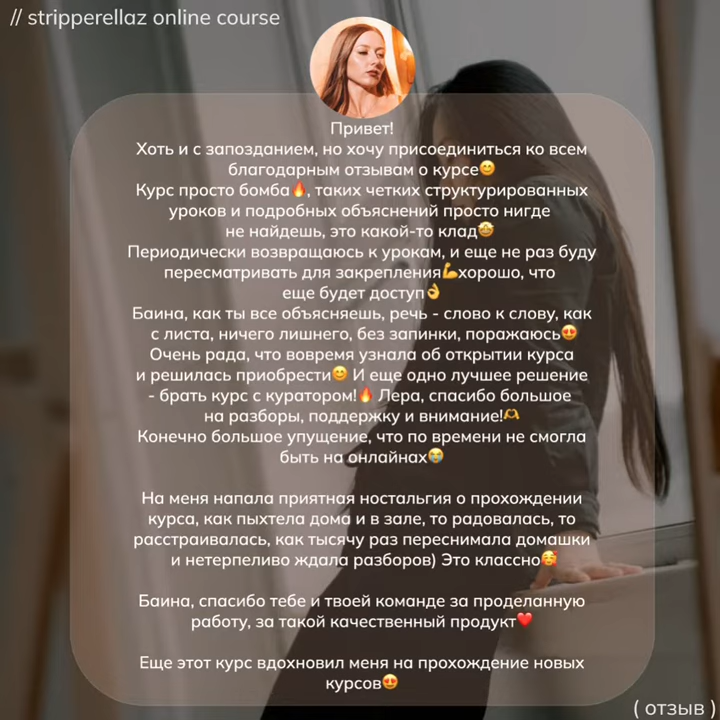 // stripperellaz online course
Привет!
Хоть и с запозданием, но хочу присоединиться ко всем
благодарным отзывам о курсе😊
Курс просто бомба🔥, таких четких структурированных
уроков и подробных объяснений просто нигде
не найдешь, это какой-то клад🤩
Периодически возвращаюсь к урокам, и еще не раз буду
пересматривать для закрепления💪хорошо, что
еще будет доступ👌
Баина, как ты все объясняешь, речь - слово к слову, как
с листа, ничего лишнего, без запинки, поражаюсь😍
Очень рада, что вовремя узнала об открытии курса
и решилась приобрести😊 И еще одно лучшее решение
- брать курс с куратором!🔥 Лера, спасибо большое
на разборы, поддержку и внимание!🫶
Конечно большое упущение, что по времени не смогла
быть на онлайнах😭
На меня напала приятная ностальгия о прохождении
курса, как пыхтела дома и в зале, то радовалась, то
расстраивалась, как тысячу раз переснимала домашки
и нетерпеливо ждала разборов) Это классно🥰
Баина, спасибо тебе и твоей команде за проделанную
работу, за такой качественный продукт❤️
Еще этот курс вдохновил меня на прохождение новых
курсов😍
( отзыв )